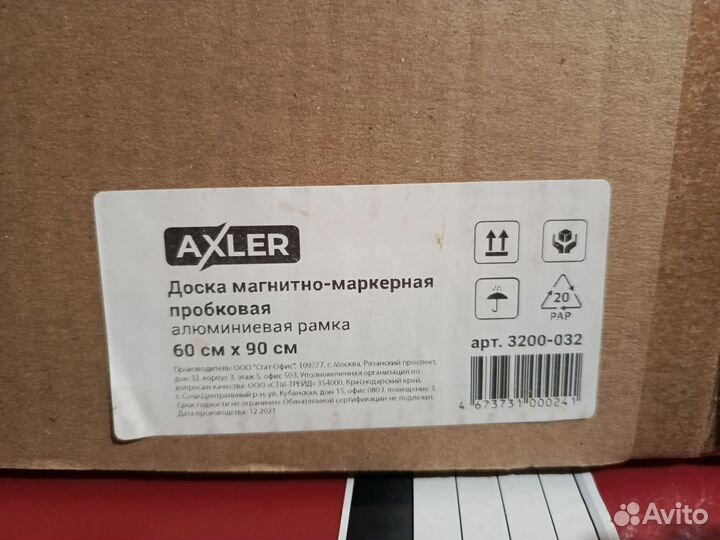 AXLER
Доска магнитно-маркерная
пробковая
алюминиевая рамка
60 см x 90 см
Производитель: ООО "Стат-Офис", 109377, г. Москва, Рязанский проспект,
дом 32, корпус 3, этаж 5, офис 503, Уполномоченная организация по
вопросам качества: ООО «СТМ-ТРЕЙД» 354000, Краснодарский край,
г. Сочи,Центральный р-н, ул. Кубанская, дом 15, офис 0803, помещение 3.
Срок годности не ограничен. Обязательной сертификации не подлежит.
Дата производства: 12.2021
20
PAP
арт. 3200-032
4 673731 000241
Avito